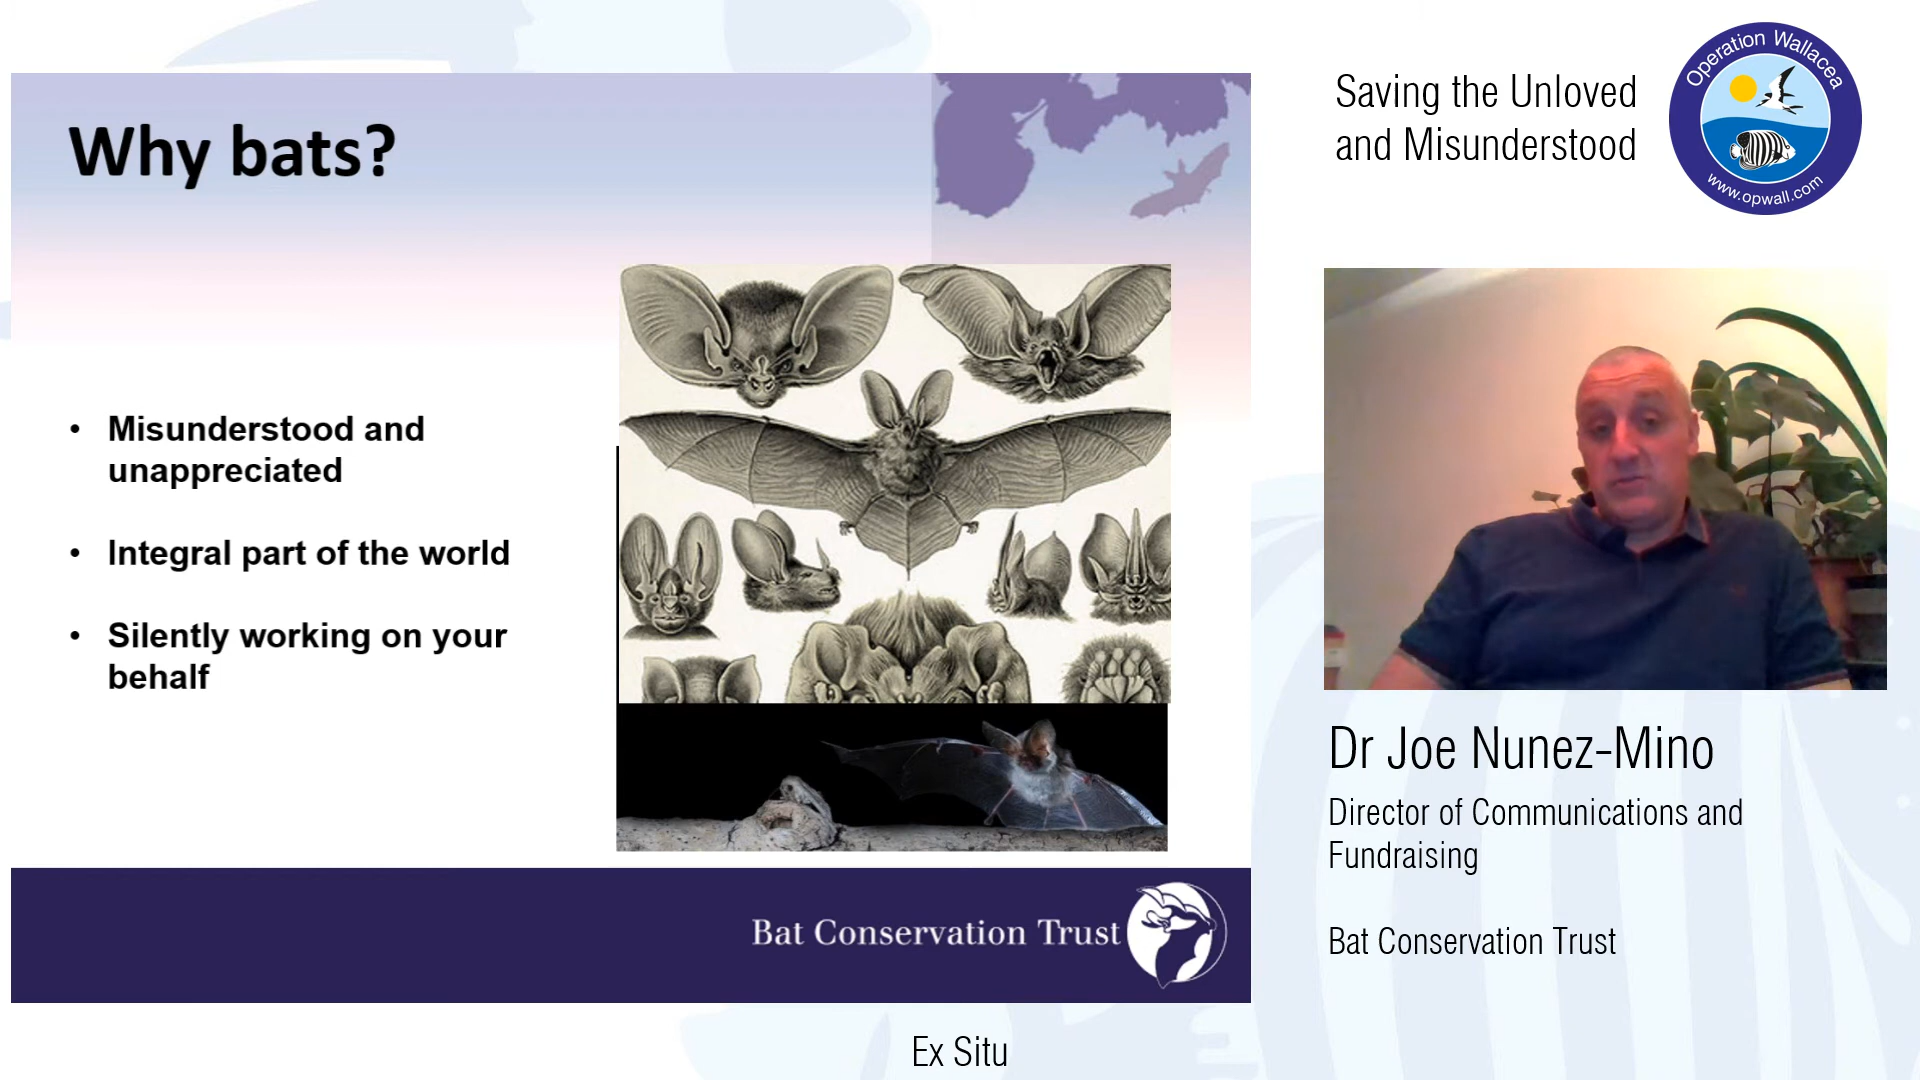 Why bats?
• Misunderstood and
unappreciated
• Integral part of the world
• Silently working on your
behalf
Bat Conservation Trust
Saving the Unloved
and Misunderstood
Operation Wallacea
www.opwall.com
Dr Joe Nunez-Mino
Director of Communications and
Fundraising
Bat Conservation Trust
Ex Situ